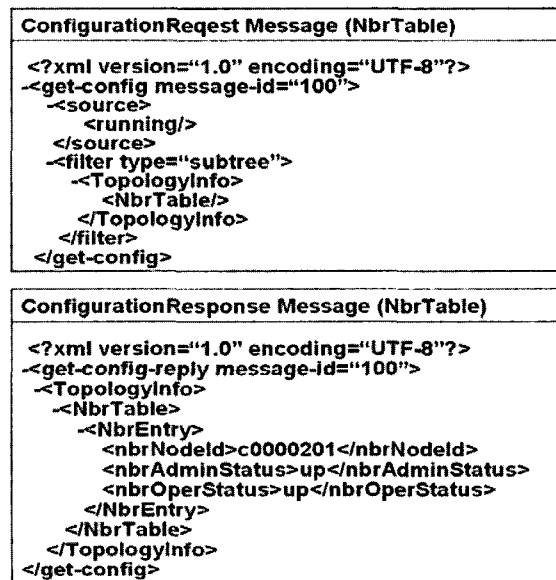 ConfigurationReqest Message (NbrTable)
<?xml version="1.0" encoding="UTF-8"?>
-<get-config message-id="100">
-<source>
<running/>
</source>
-<filter type="subtree">
-<TopologyInfo>
<NbrTable/>
</TopologyInfo>
</filter>
</get-config>
ConfigurationResponse Message (NbrTable)
<?xml version="1.0" encoding="UTF-8"?>
-<get-config-reply message-id="100">
-<TopologyInfo>
-<NbrTable>
-<NbrEntry>
<nbrNodeId>c0000201</nbrNodeId>
<nbrAdminStatus>up</nbrAdminStatus>
<nbrOperStatus>up</nbrOperStatus>
</NbrEntry>
</NbrTable>
</TopologyInfo>
</get-config>